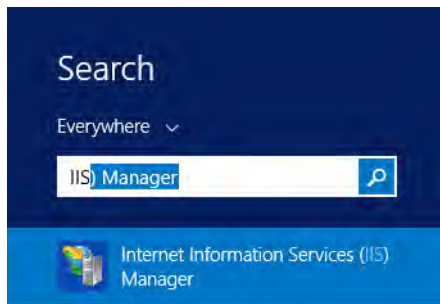 Search
Everywhere
IIS) Manager
Internet Information Services (IIS)
Manager